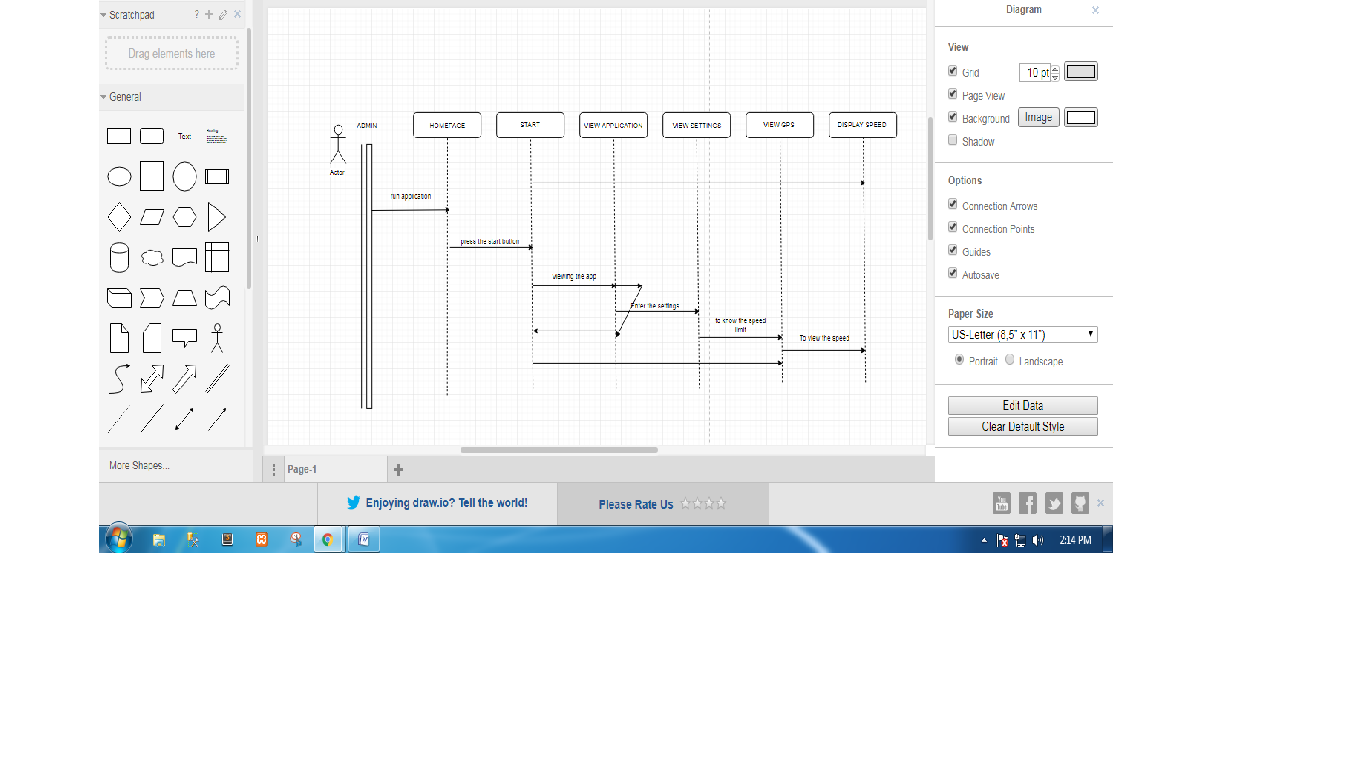 Scratchpad
?
Drag elements here
General
Text
Heading
ADMIN
Actor
HOMEPAGE
START
VIEW APPLICATION
VIEW SETTINGS
VIEW GPS
DISPLAY SPEED
run application
press the start button
viewing the app
Enter the settings
to know the speed
limit
To view the speed
Diagram
View
Grid
10 pt
Page View
Background
Image
Shadow
Options
Connection Arrows
Connection Points
Guides
Autosave
Paper Size
US-Letter (8,5" x 11")
Portrait
Landscape
Edit Data
Clear Default Style
More Shapes...
Page-1
Enjoying draw.io? Tell the world!
Please Rate Us
You
Tube
2:14 PM